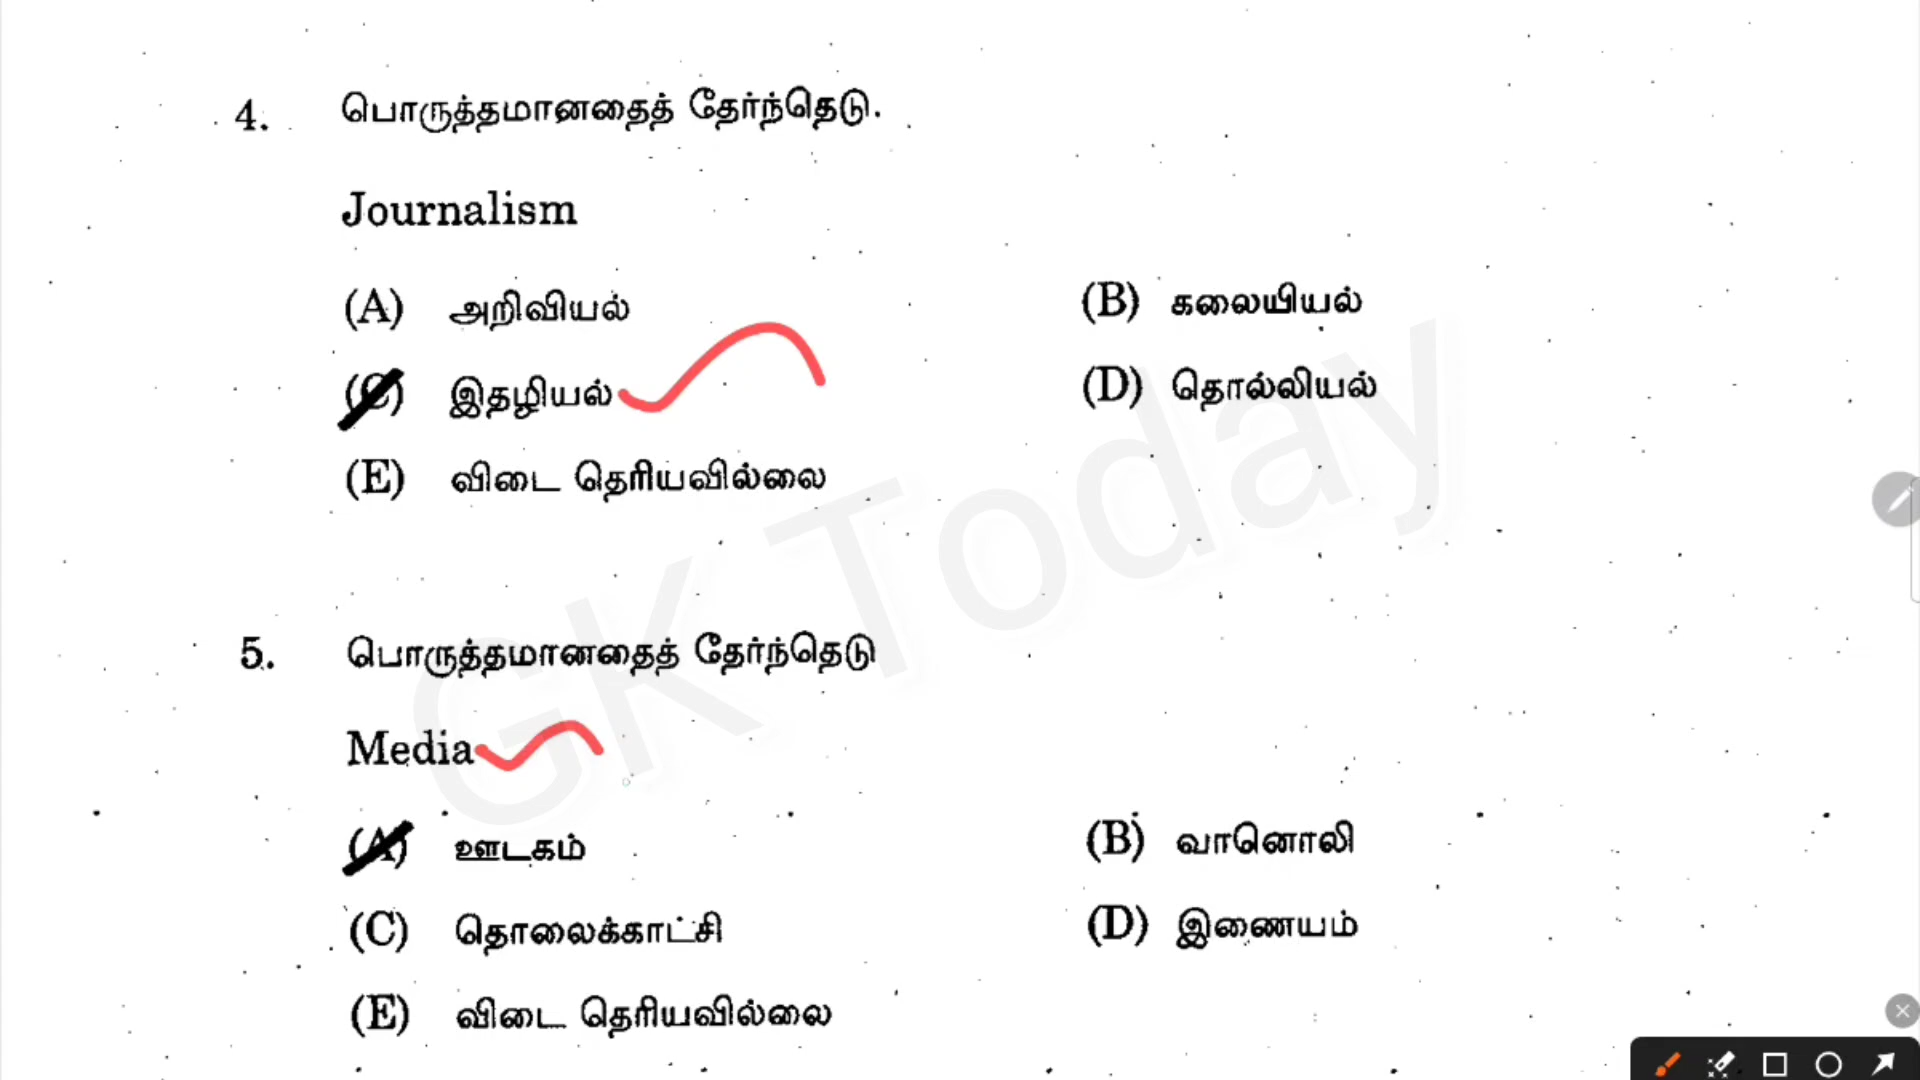 4. பொருத்தமானதைத் தேர்ந்தெடு.
Journalism
(A) அறிவியல் (B) கலையியல்
(C) இதழியல் (D) தொல்லியல்
(E) விடை தெரியவில்லை
GK Today
5. பொருத்தமானதைத் தேர்ந்தெடு
Media
(A) ஊடகம் (B) வானொலி
(C) தொலைக்காட்சி (D) இணையம்
(E) விடை தெரியவில்லை